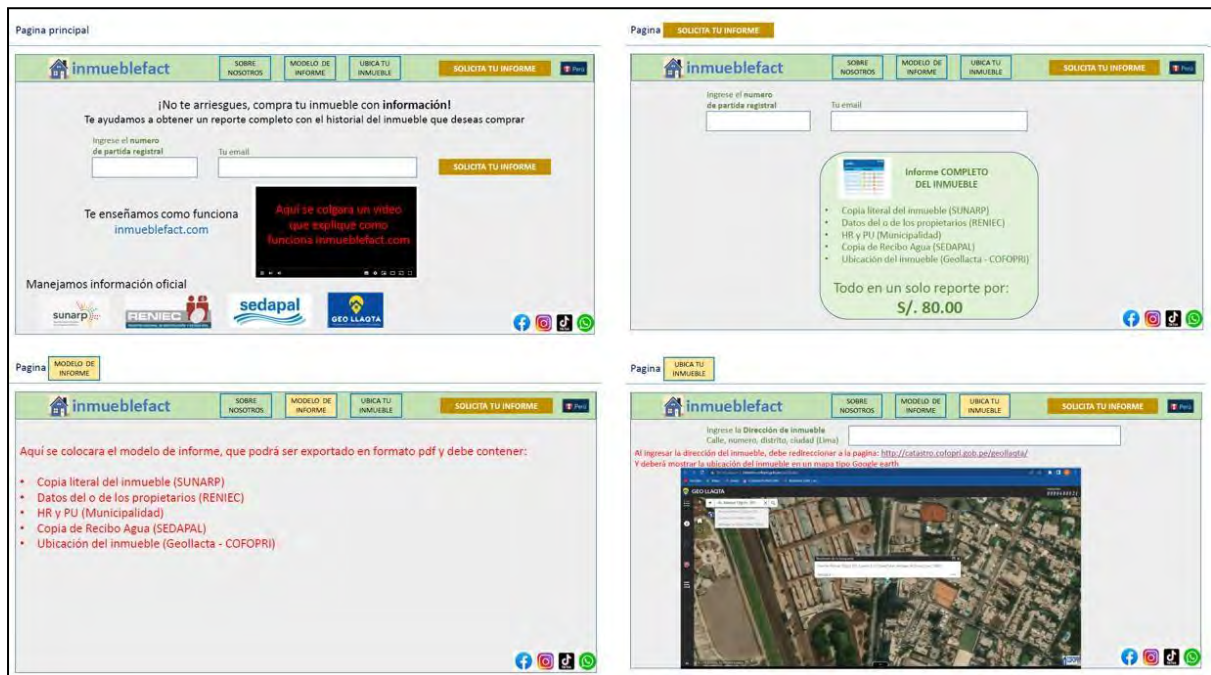 Pagina principal
inmueblefact
SOBRE
NOSOTROS
MODELO DE
INFORME
UBICA TU
INMUEBLE
SOLICITA TU INFORME
Perú
¡No te arriesgues, compra tu inmueble con información!
Te ayudamos a obtener un reporte completo con el historial del inmueble que deseas comprar
Ingrese el numero
de partida registral
Tu email
SOLICITA TU INFORME
Te enseñamos como funciona
inmueblefact.com
Aquí se colgara un video
que explique como
funciona inmueblefact.com
Manejamos información oficial
sunarp
RENIEC
sedapal
GEO LLAQTA
Pagina SOLICITA TU INFORME
inmueblefact
SOBRE
NOSOTROS
MODELO DE
INFORME
UBICA TU
INMUEBLE
SOLICITA TU INFORME
Perú
Ingrese el numero
de partida registral
Tu email
Informe COMPLETO
DEL INMUEBLE
• Copia literal del inmueble (SUNARP)
• Datos del o de los propietarios (RENIEC)
• HR y PU (Municipalidad)
• Copia de Recibo Agua (SEDAPAL)
• Ubicación del inmueble (Geollacta - COFOPRI)
Todo en un solo reporte por:
S/. 80.00
Pagina MODELO DE
INFORME
inmueblefact
SOBRE
NOSOTROS
MODELO DE
INFORME
UBICA TU
INMUEBLE
SOLICITA TU INFORME
Perú
Aquí se colocara el modelo de informe, que podrá ser exportado en formato pdf y debe contener:
• Copia literal del inmueble (SUNARP)
• Datos del o de los propietarios (RENIEC)
• HR y PU (Municipalidad)
• Copia de Recibo Agua (SEDAPAL)
• Ubicación del inmueble (Geollacta - COFOPRI)
Pagina UBICA TU
INMUEBLE
inmueblefact
SOBRE
NOSOTROS
MODELO DE
INFORME
UBICA TU
INMUEBLE
SOLICITA TU INFORME
Perú
Ingrese la Dirección de inmueble
Calle, numero, distrito, ciudad (Lima)
Al ingresar la dirección del inmueble, debe redireccionar a la pagina: http://catastro.cofopri.gob.pe/geollaqta/
Y deberá mostrar la ubicación del inmueble en un mapa tipo Google earth
GEO LLAQTA